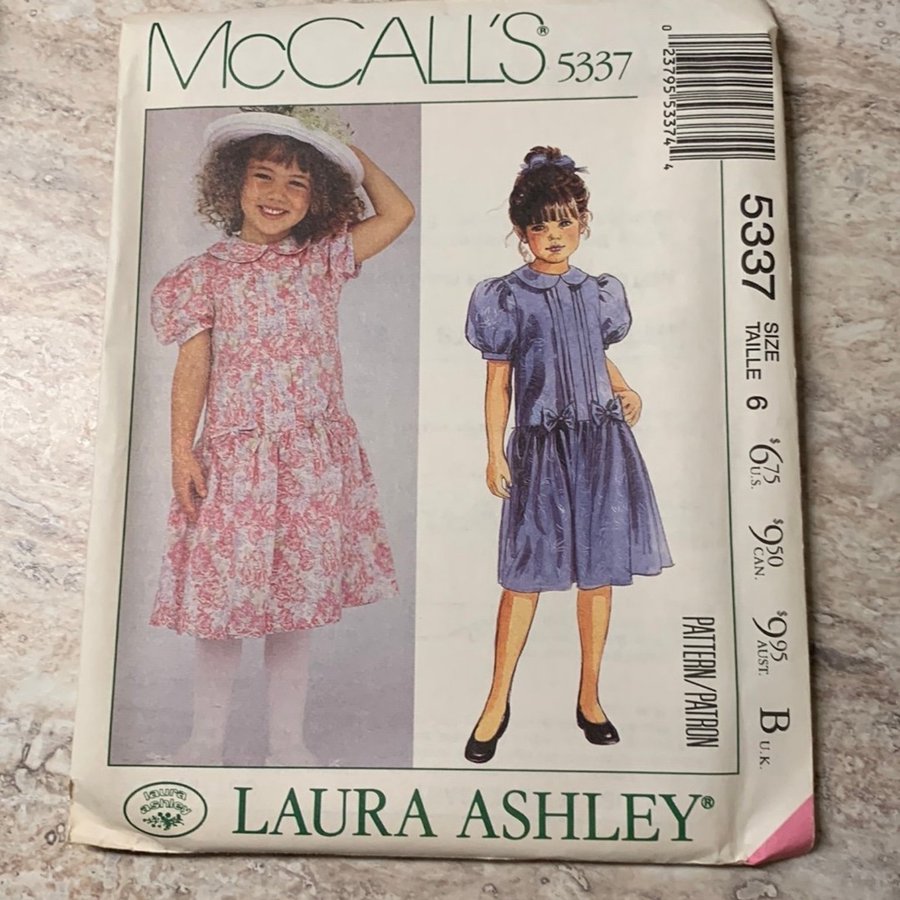 McCALL'S® 5337
0 23795 53374 4
5337
SIZE
TAILLE 6
$6.75 U.S.
$9.50 CAN.
$9.95 AUST.
B U.K.
PATTERN/PATRON
laura
ashley
LAURA ASHLEY®